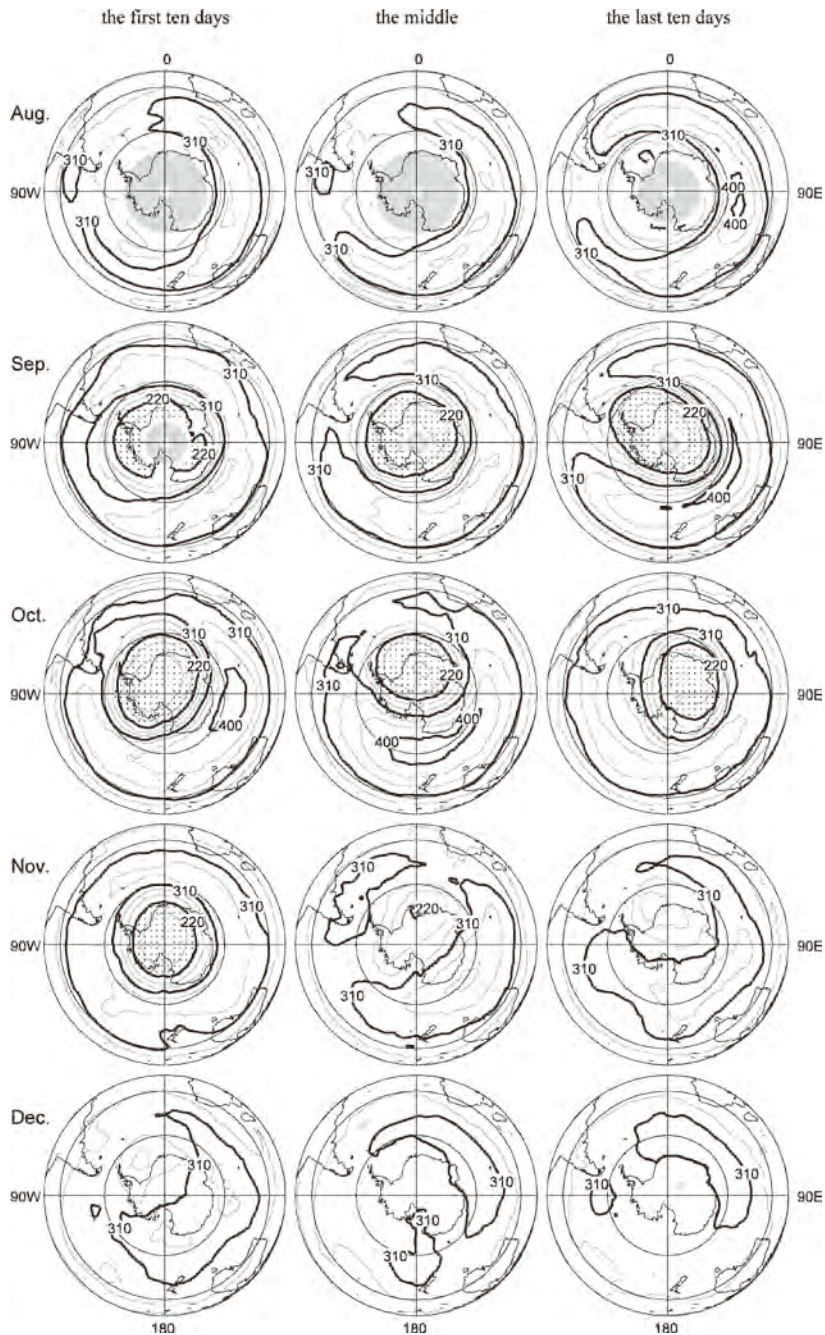 the first ten days the middle the last ten days
0 0
Aug.
310 310 310
310 310 400
90W 90E
400
310 310 310
Sep.
310 220 310 310 310
220
90W 220 220 90E
310 310 400
Oct.
310 310 310 310 310
220 220 220
90W 310 90E
400 400
400
Nov.
310 310 310
310 220 310
220
90W 90E
310 310
Dec.
310 310 310
90W 310 90E
310 310
310
180 180